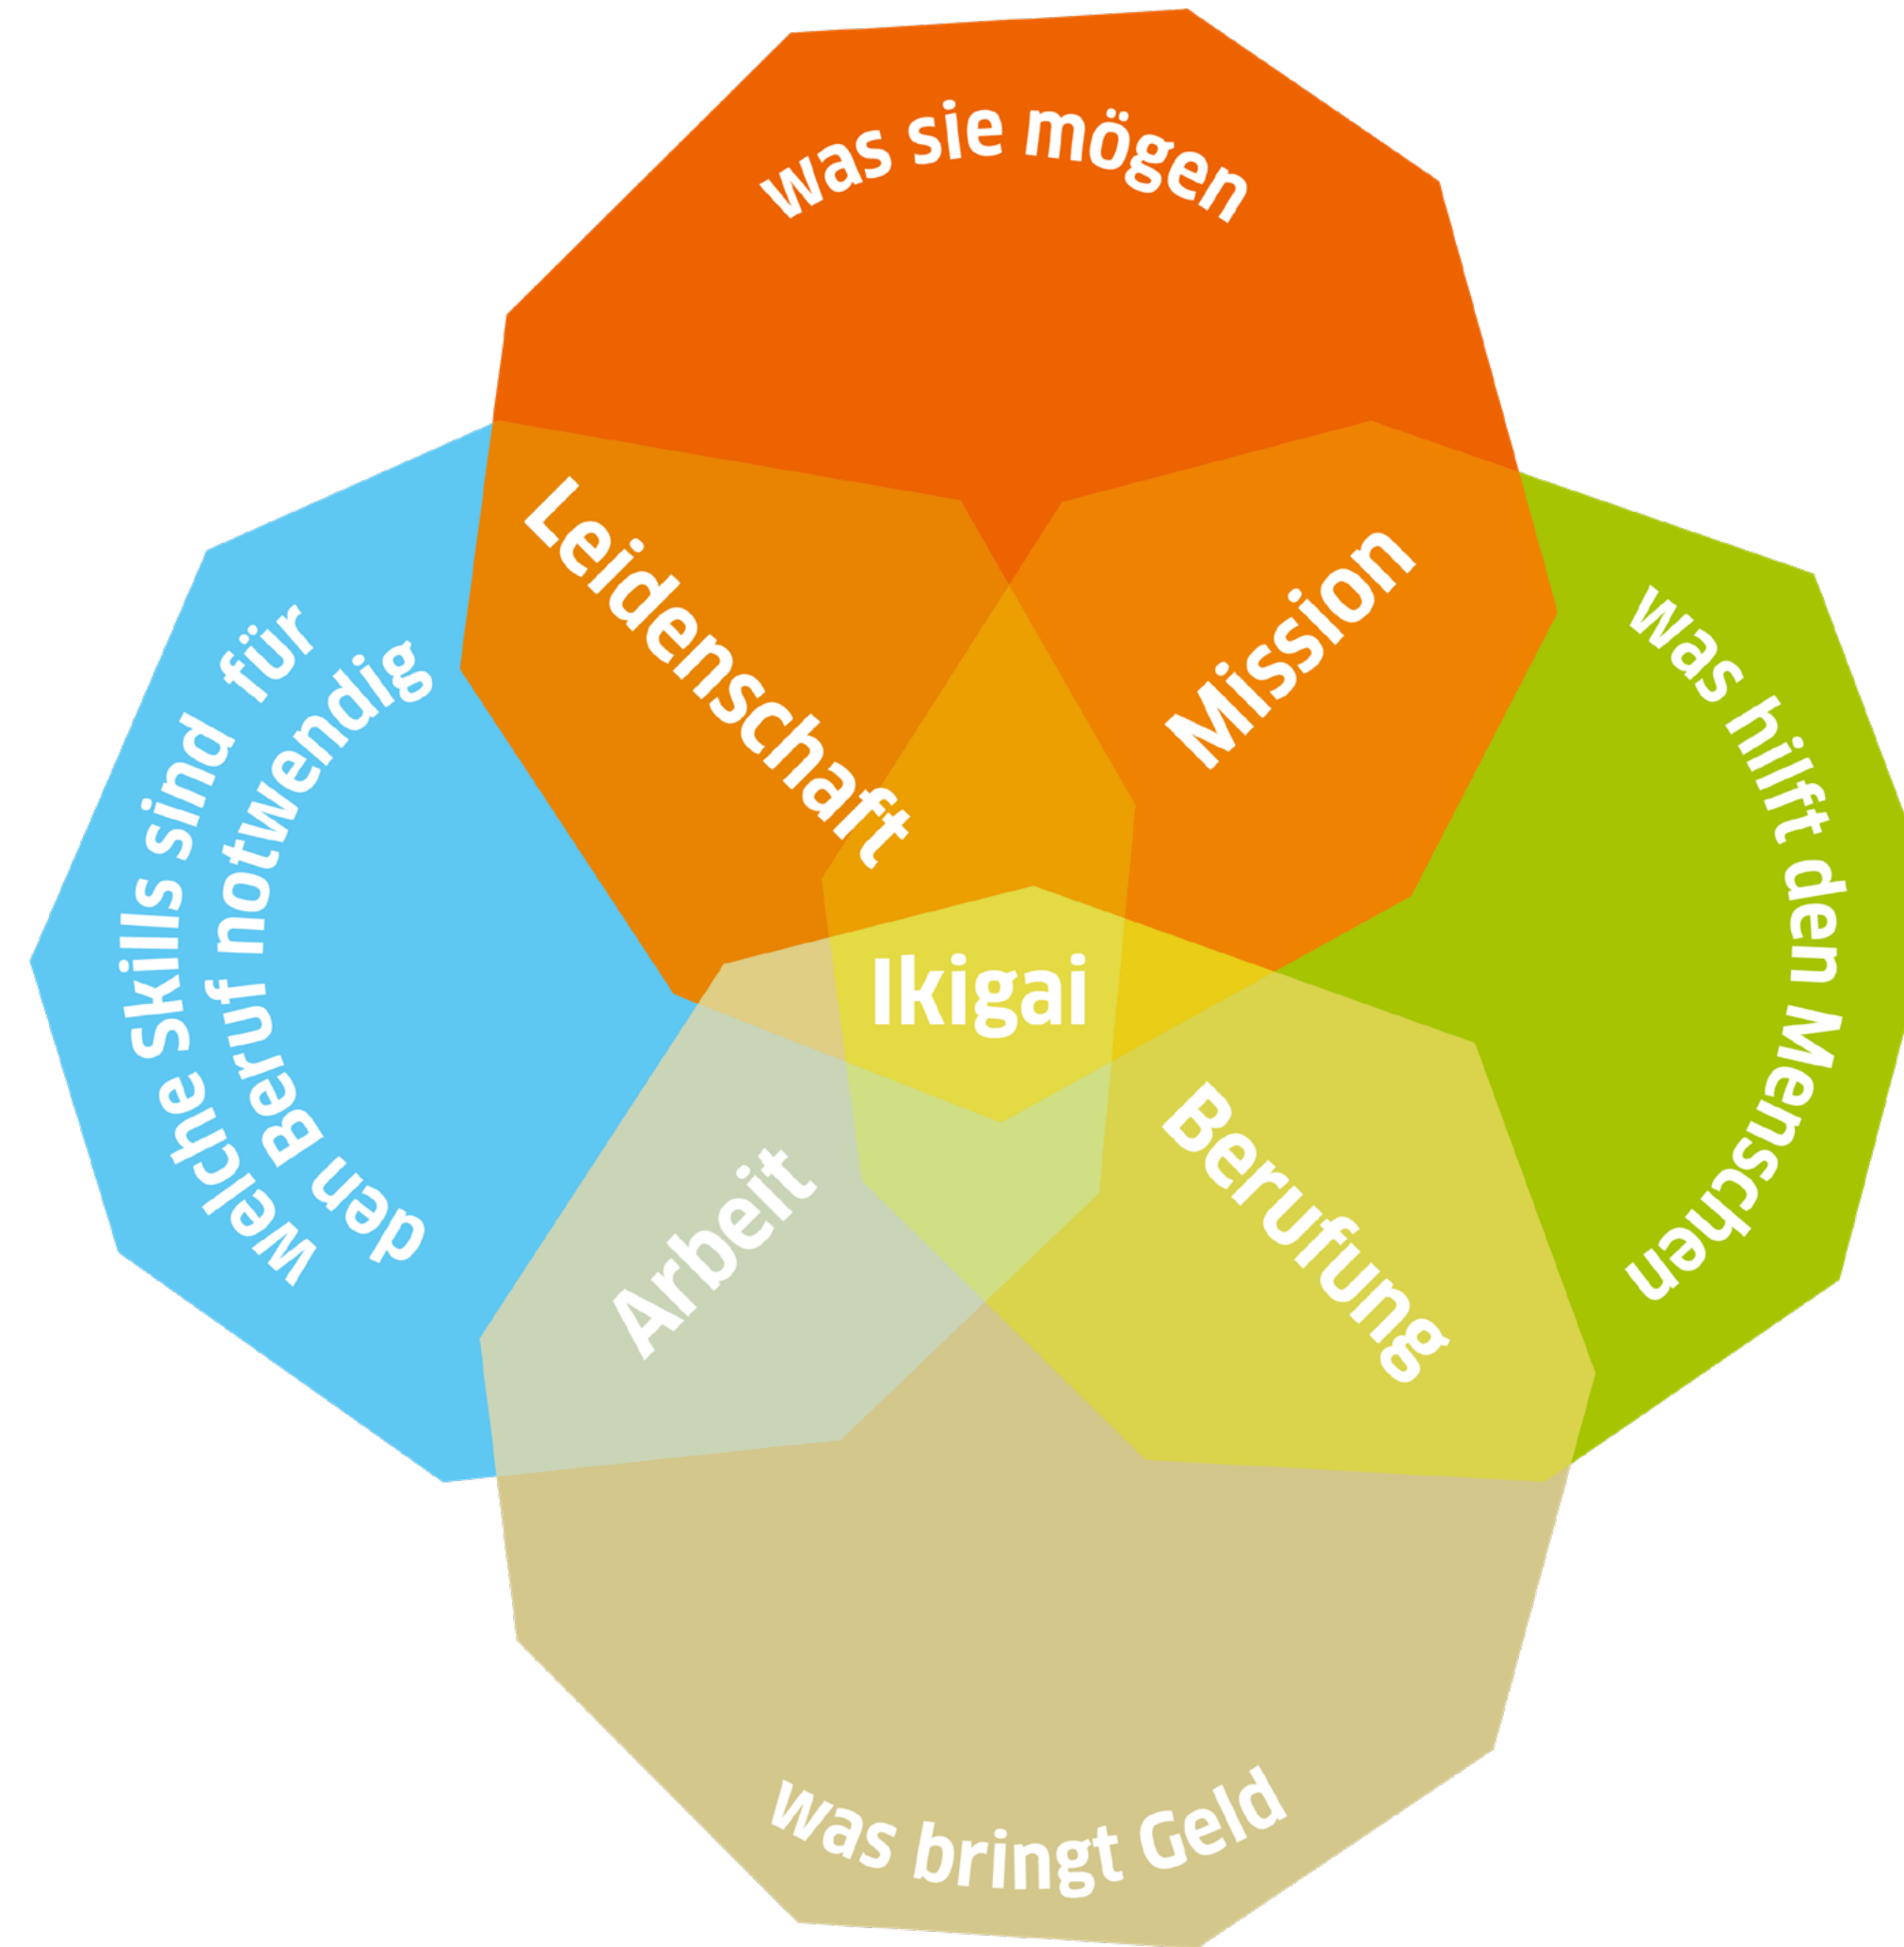 was sie mögen
Leidenschaft
Mission
Welche Skills sind für
den Beruf notwendig
Was hilft den Menschen
Ikigai
Arbeit
Berufung
Was bringt Geld